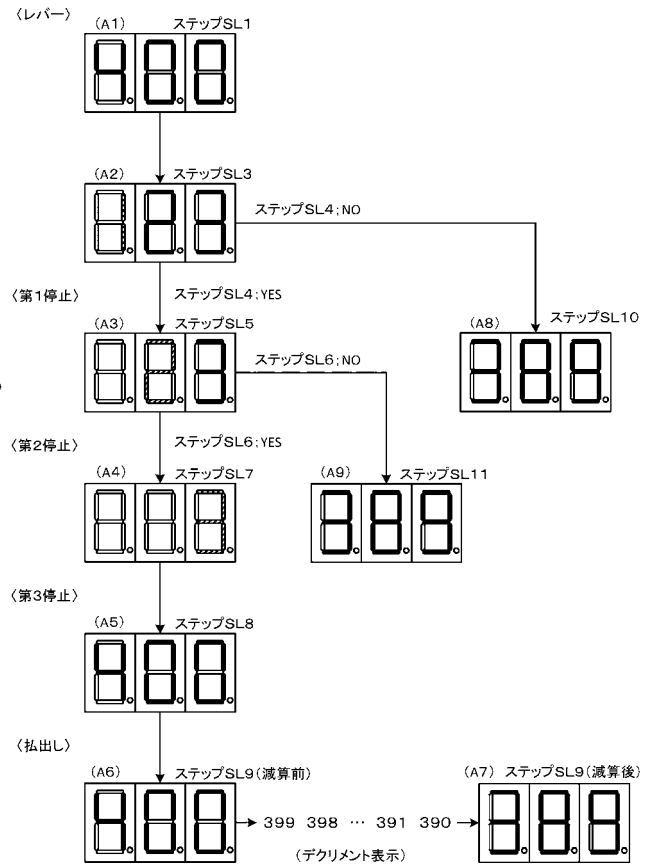 〈レバー〉
(A1) ステップSL1
(A2) ステップSL3
ステップSL4;NO
〈第1停止〉 ステップSL4;YES
(A3) ステップSL5
(A8) ステップSL10
ステップSL6;NO
〈第2停止〉 ステップSL6;YES
(A4) ステップSL7
(A9) ステップSL11
〈第3停止〉
(A5) ステップSL8
〈払出し〉
(A6) ステップSL9(減算前)
(A7) ステップSL9(減算後)
399 398 … 391 390
(デクリメント表示)